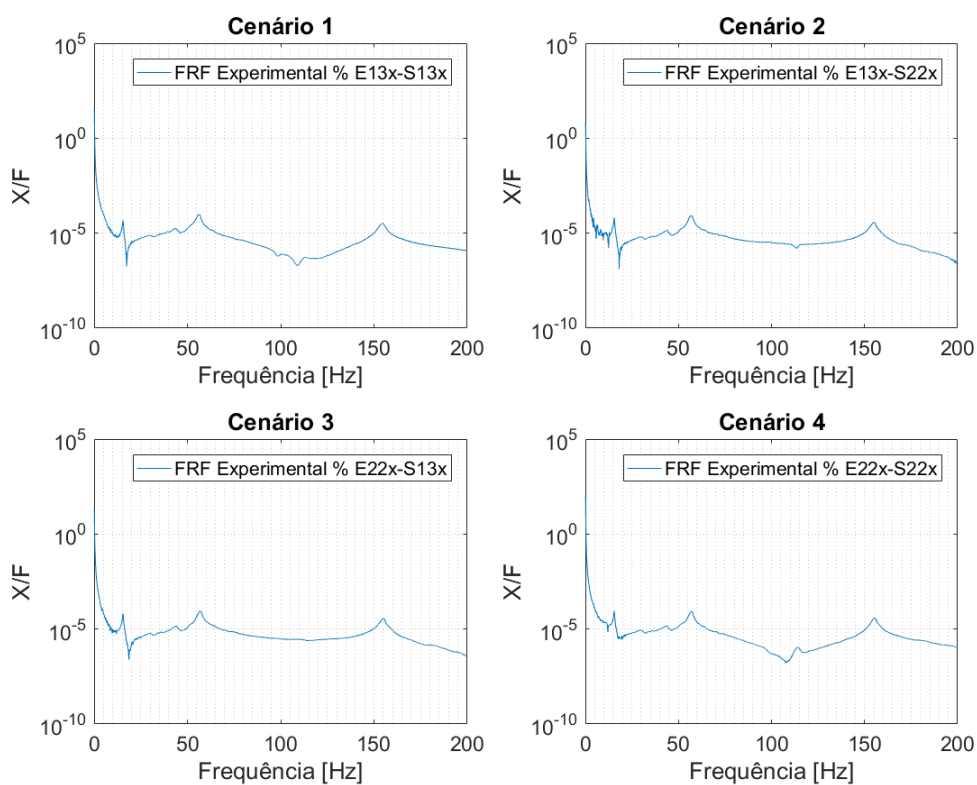 Cenário 1
FRF Experimental % E13x-S13x
X/F
10^5
10^0
10^-5
10^-10
0 50 100 150 200
Frequência [Hz]
Cenário 2
FRF Experimental % E13x-S22x
X/F
10^5
10^0
10^-5
10^-10
0 50 100 150 200
Frequência [Hz]
Cenário 3
FRF Experimental % E22x-S13x
X/F
10^5
10^0
10^-5
10^-10
0 50 100 150 200
Frequência [Hz]
Cenário 4
FRF Experimental % E22x-S22x
X/F
10^5
10^0
10^-5
10^-10
0 50 100 150 200
Frequência [Hz]